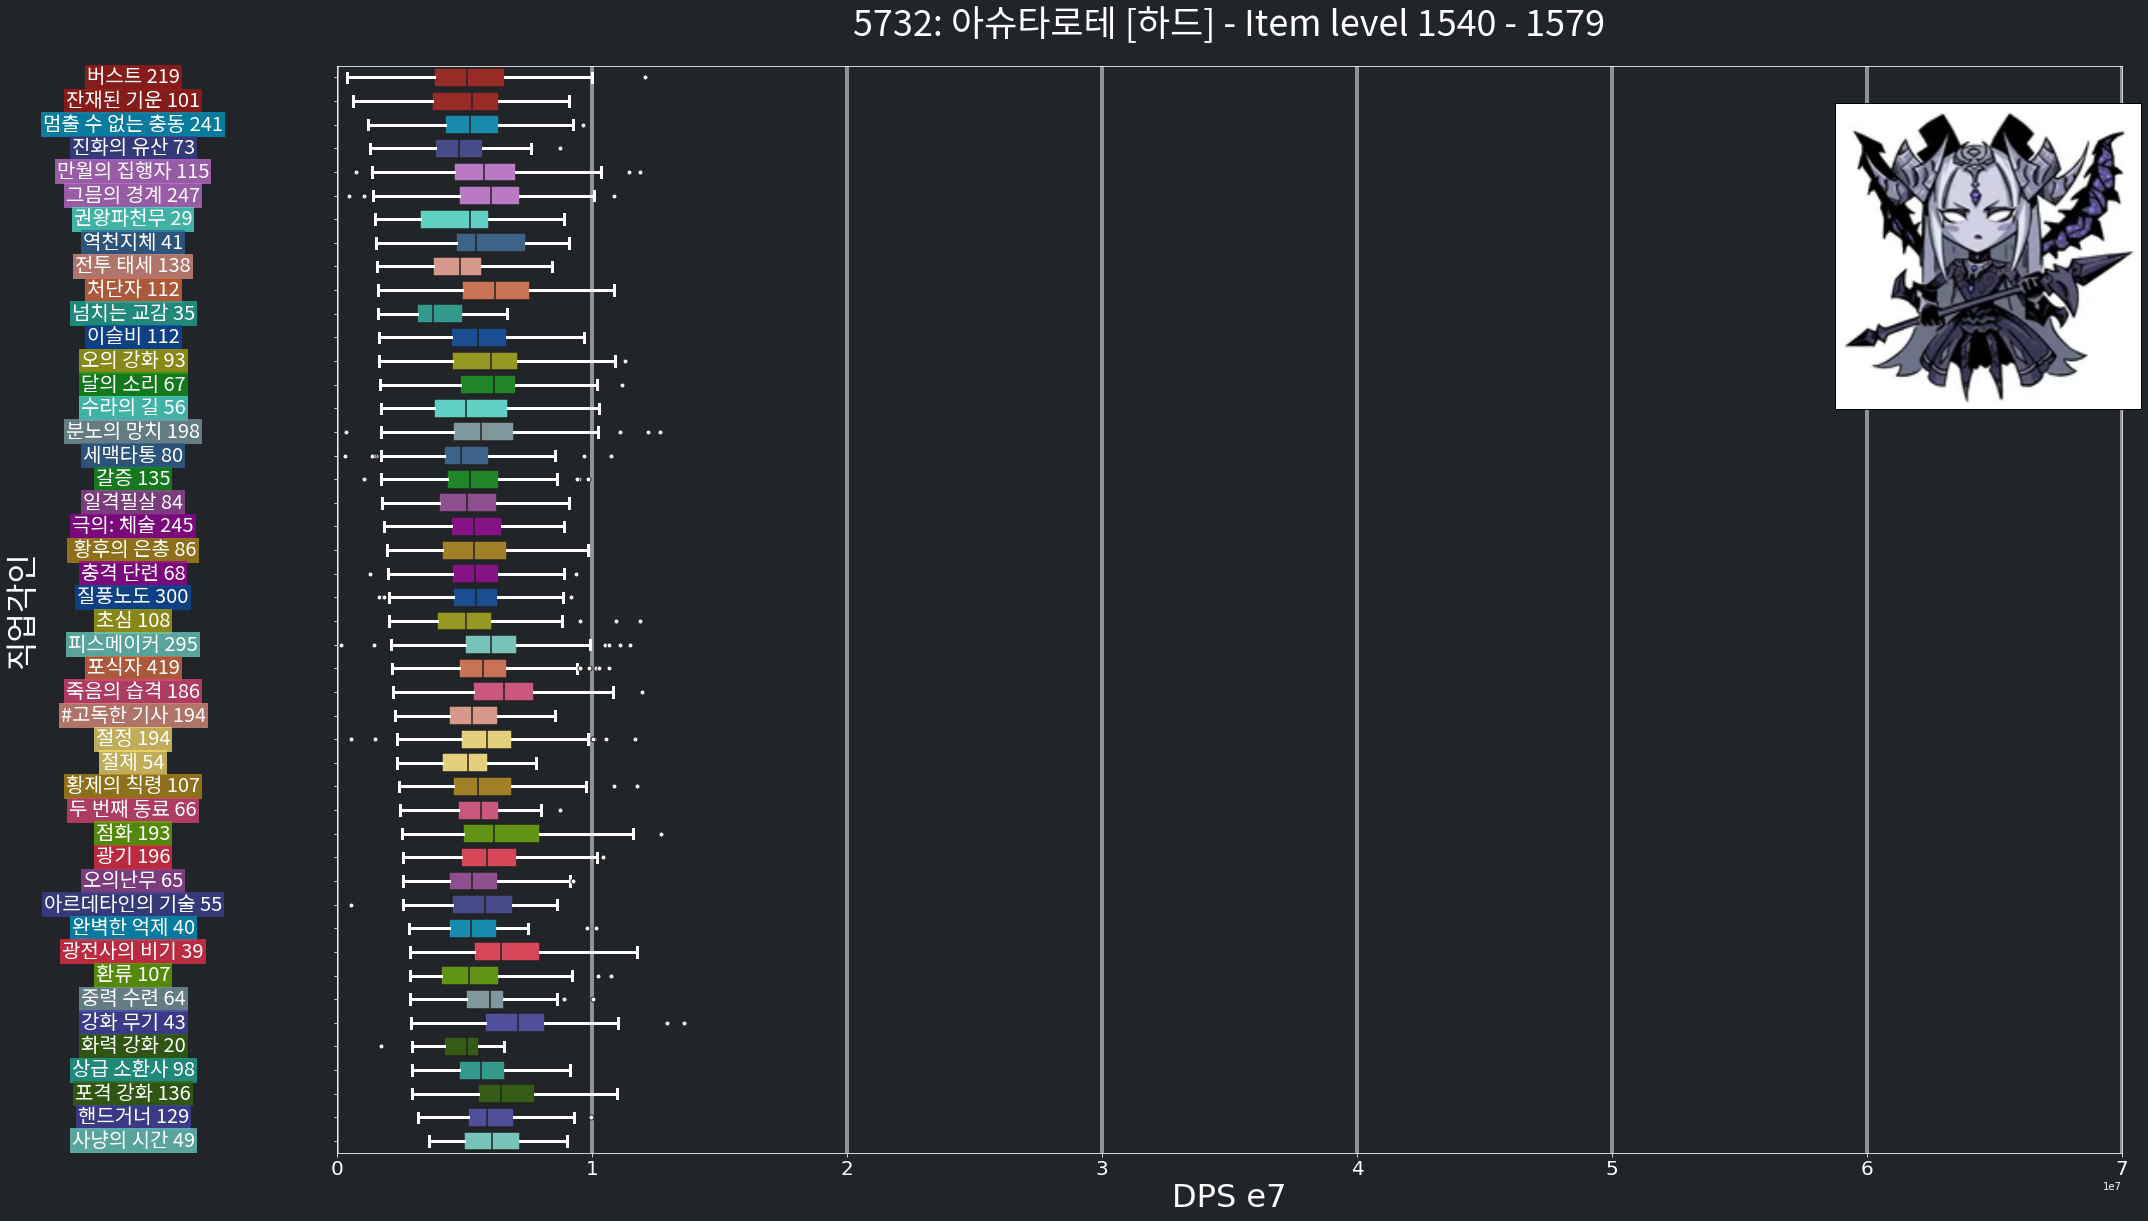 5732: 아슈타로테 [하드] - Item level 1540 - 1579
버스트 219
잔재된 기운 101
멈출 수 없는 충동 241
진화의 유산 73
만월의 집행자 115
그믐의 경계 247
권왕파천무 29
역천지체 41
전투 태세 138
처단자 112
넘치는 교감 35
이슬비 112
오의 강화 93
달의 소리 67
수라의 길 56
분노의 망치 198
세맥타통 80
갈증 135
일격필살 84
극의: 체술 245
황후의 은총 86
충격 단련 68
질풍노도 300
초심 108
피스메이커 295
포식자 419
죽음의 습격 186
#고독한 기사 194
절정 194
절제 54
황제의 칙령 107
두 번째 동료 66
점화 193
광기 196
오의난무 65
아르데타인의 기술 55
완벽한 억제 40
광전사의 비기 39
환류 107
중력 수련 64
강화 무기 43
화력 강화 20
상급 소환사 98
포격 강화 136
핸드거너 129
사냥의 시간 49
직업각인
0 1 2 3 4 5 6 7
1e7
DPS e7